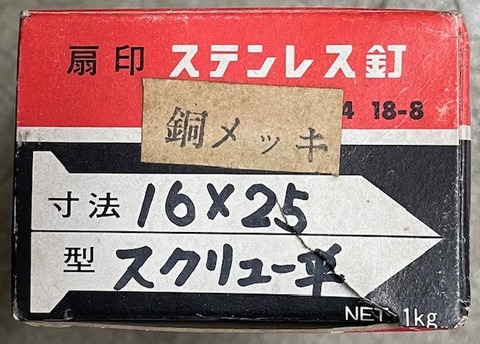 扇印 ステンレス釘
4 18-8
銅メッキ
寸法 16×25
型 スクリュー平
NET. 1kg